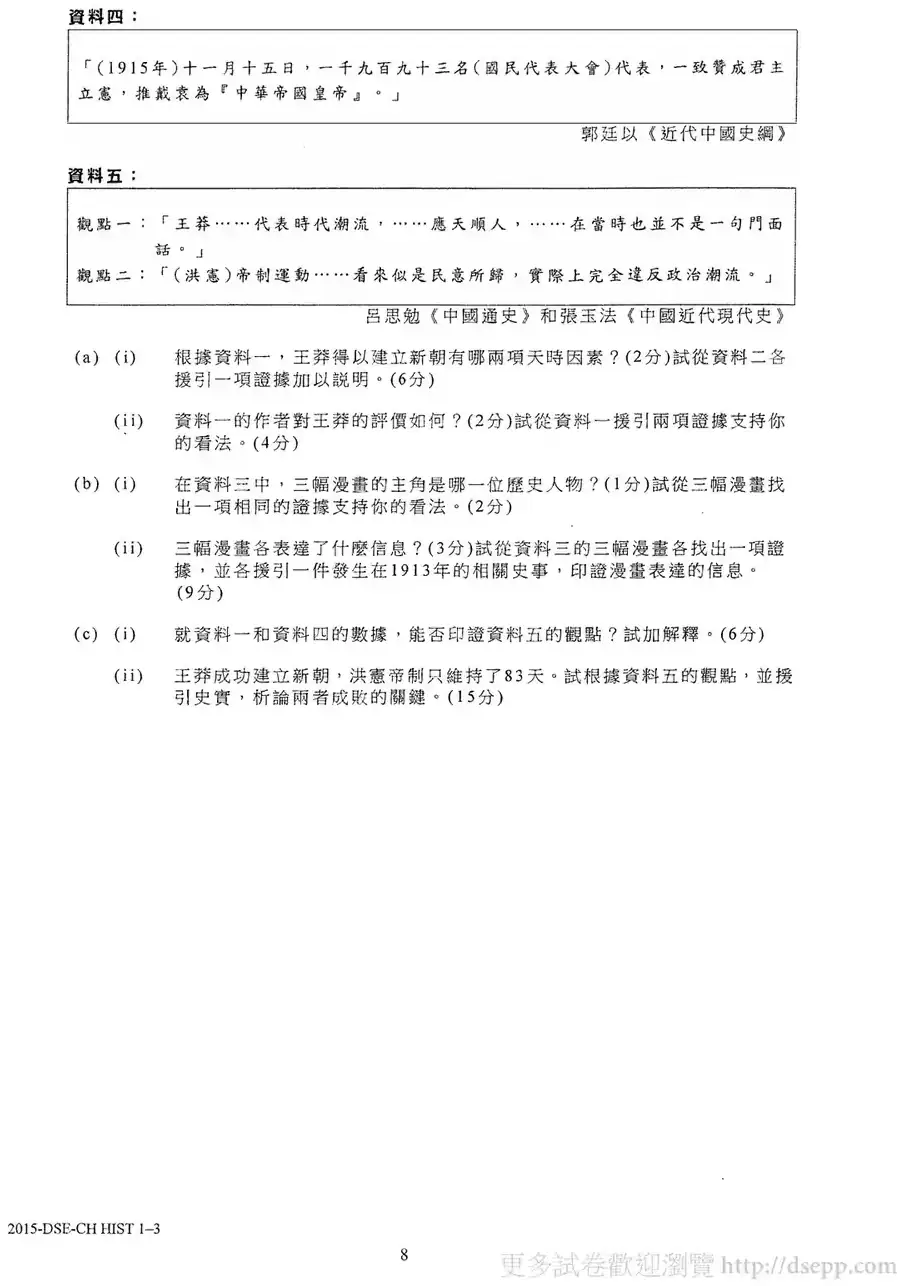 資料四：
「(1915年)十一月十五日，一千九百九十三名(國民代表大會)代表，一致贊成君主
立憲，推戴袁為『中華帝國皇帝』。」
郭廷以《近代中國史綱》
資料五：
觀點一：「王莽……代表時代潮流，……應天順人，……在當時也並不是一句門面
話。」
觀點二：「(洪憲)帝制運動……看來似是民意所歸，實際上完全違反政治潮流。」
呂思勉《中國通史》和張玉法《中國近代現代史》
(a) (i) 根據資料一，王莽得以建立新朝有哪兩項天時因素？(2分)試從資料二各
援引一項證據加以説明。(6分)
(ii) 資料一的作者對王莽的評價如何？(2分)試從資料一援引兩項證據支持你
的看法。(4分)
(b) (i) 在資料三中，三幅漫畫的主角是哪一位歷史人物？(1分)試從三幅漫畫找
出一項相同的證據支持你的看法。(2分)
(ii) 三幅漫畫各表達了什麼信息？(3分)試從資料三的三幅漫畫各找出一項證
據，並各援引一件發生在1913年的相關史事，印證漫畫表達的信息。
(9分)
(c) (i) 就資料一和資料四的數據，能否印證資料五的觀點？試加解釋。(6分)
(ii) 王莽成功建立新朝，洪憲帝制只維持了83天。試根據資料五的觀點，並援
引史實，析論兩者成敗的關鍵。(15分)
2015-DSE-CH HIST 1–3
8
更多試卷歡迎瀏覽 http://dsepp.com